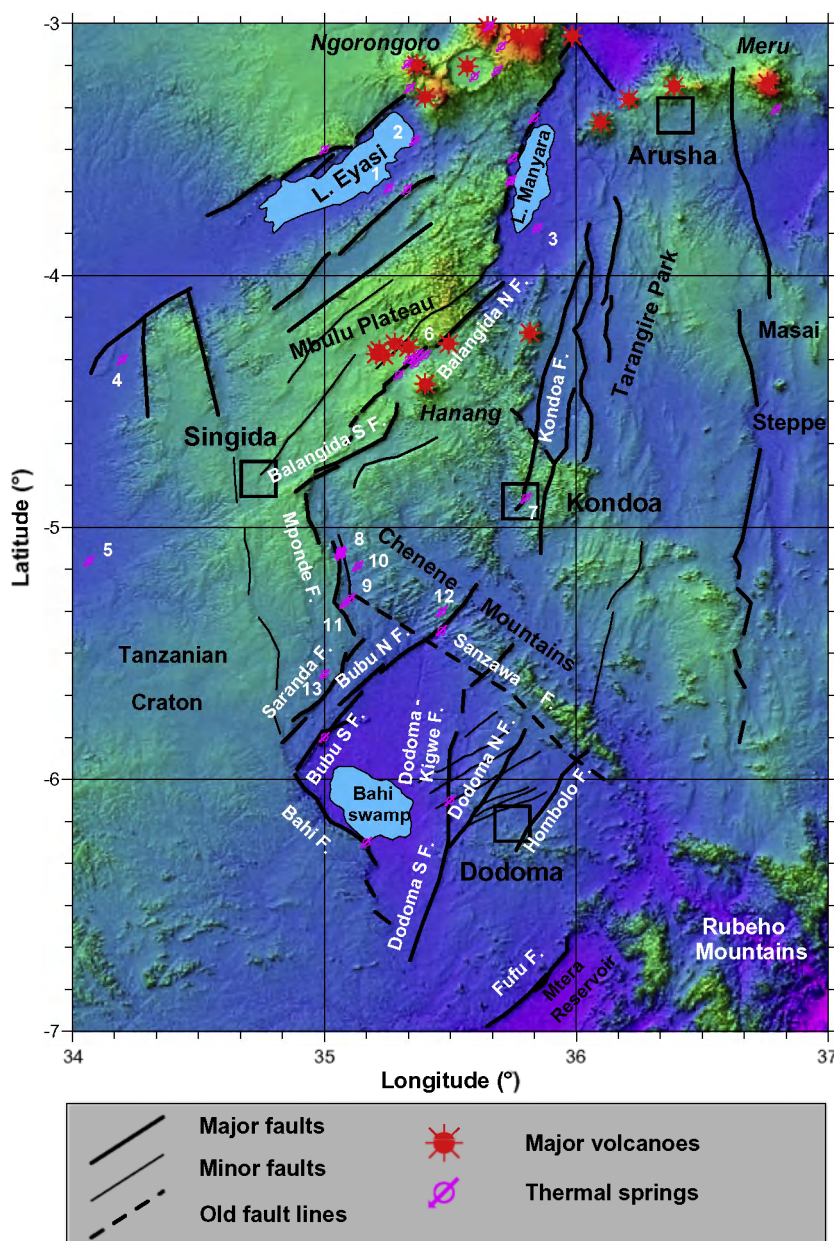 -3
-4
-5
-6
-7
Latitude (°)
34
35
36
37
Longitude (°)
Ngorongoro
Meru
Arusha
2
L. Eyasi
1
L. Manyara
3
Mbulu Plateau
6
Balangida N F.
Tarangire Park
Masai
Steppe
4
Hanang
Kondoa F.
Singida
Balangida S F.
Kondoa
7
5
Mponde F.
8
10
9
11
Chenene
Mountains
12
Sanzawa F.
Tanzanian
Craton
Saranda F.
13
Bubu N F.
Bubu S F.
Dodoma -
Kigwe F.
Dodoma N F.
Bahi
swamp
Bahi F.
Hombolo F.
Dodoma
Dodoma S F.
Rubeho
Mountains
Fufu F.
Mtera
Reservoir
Major faults
Minor faults
Old fault lines
Major volcanoes
Thermal springs